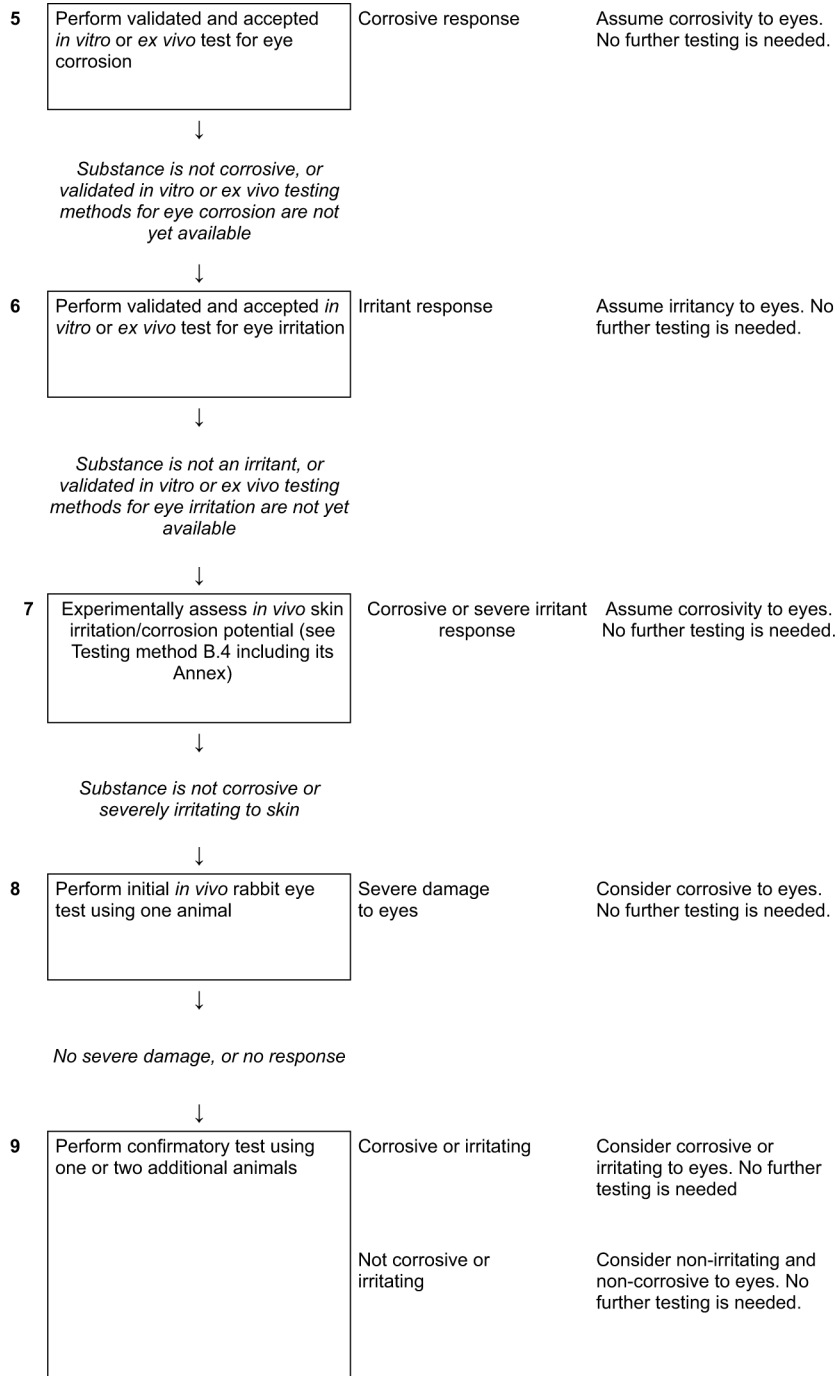 5 Perform validated and accepted Corrosive response Assume corrosivity to eyes.
in vitro or ex vivo test for eye No further testing is needed.
corrosion
↓
Substance is not corrosive, or
validated in vitro or ex vivo testing
methods for eye corrosion are not
yet available
↓
6 Perform validated and accepted in Irritant response Assume irritancy to eyes. No
vitro or ex vivo test for eye irritation further testing is needed.
↓
Substance is not an irritant, or
validated in vitro or ex vivo testing
methods for eye irritation are not yet
available
↓
7 Experimentally assess in vivo skin Corrosive or severe irritant Assume corrosivity to eyes.
irritation/corrosion potential (see response No further testing is needed.
Testing method B.4 including its
Annex)
↓
Substance is not corrosive or
severely irritating to skin
↓
8 Perform initial in vivo rabbit eye Severe damage Consider corrosive to eyes.
test using one animal to eyes No further testing is needed.
↓
No severe damage, or no response
↓
9 Perform confirmatory test using Corrosive or irritating Consider corrosive or
one or two additional animals irritating to eyes. No further
testing is needed
Not corrosive or Consider non-irritating and
irritating non-corrosive to eyes. No
further testing is needed.